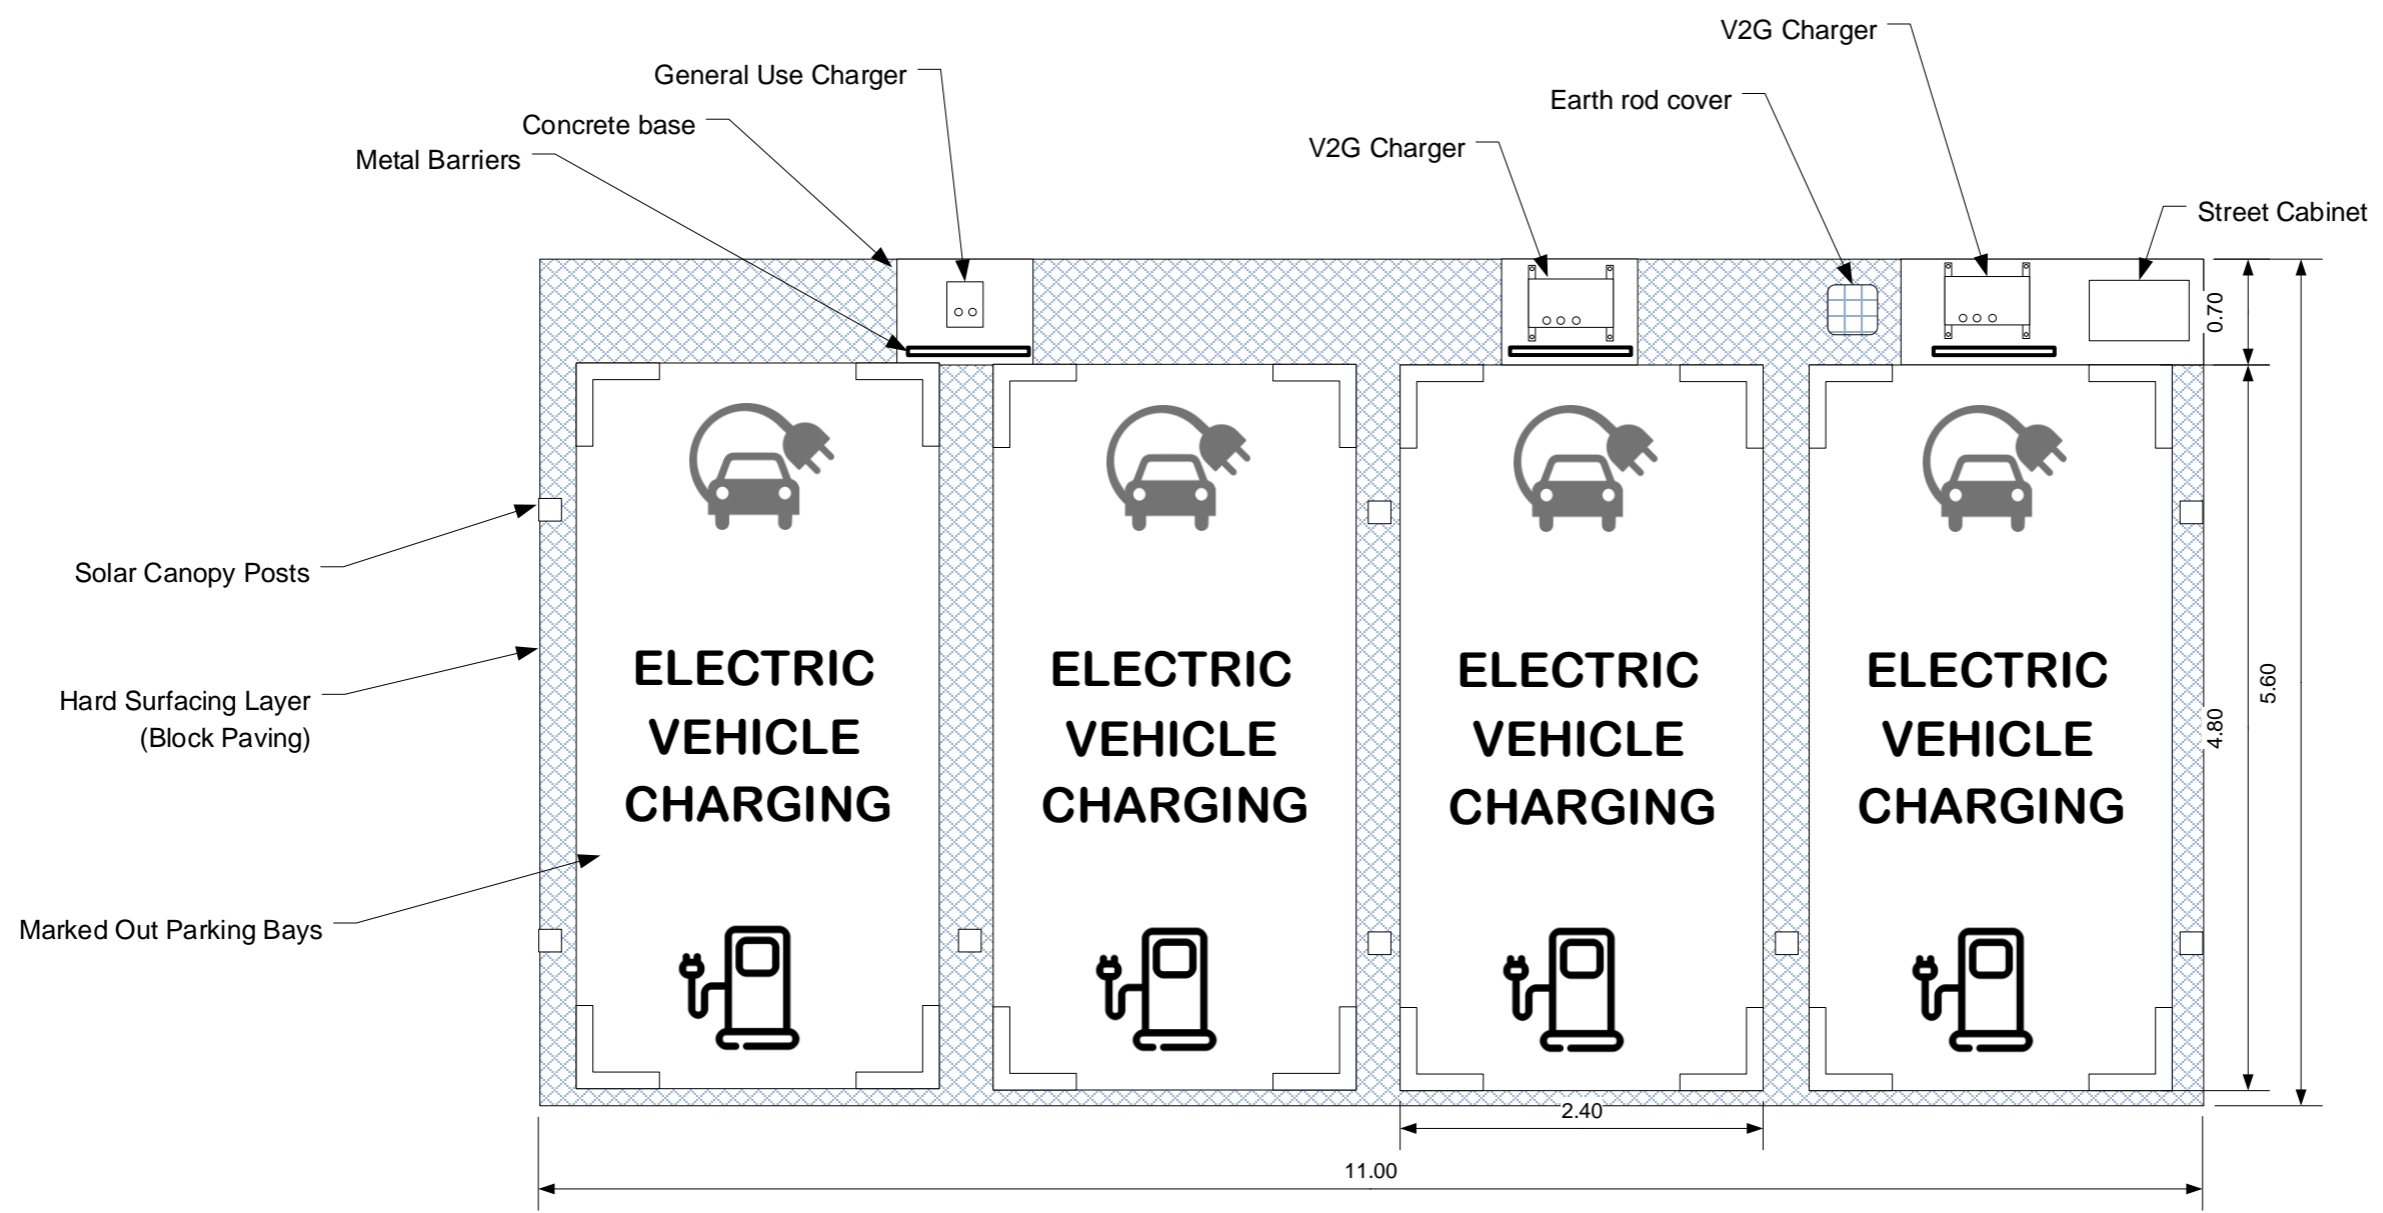 V2G Charger
General Use Charger
Earth rod cover
Concrete base
V2G Charger
Metal Barriers
Street Cabinet
0.70
Solar Canopy Posts
Hard Surfacing Layer
(Block Paving)
Marked Out Parking Bays
ELECTRIC
VEHICLE
CHARGING
ELECTRIC
VEHICLE
CHARGING
ELECTRIC
VEHICLE
CHARGING
ELECTRIC
VEHICLE
CHARGING
5.60
4.80
2.40
11.00